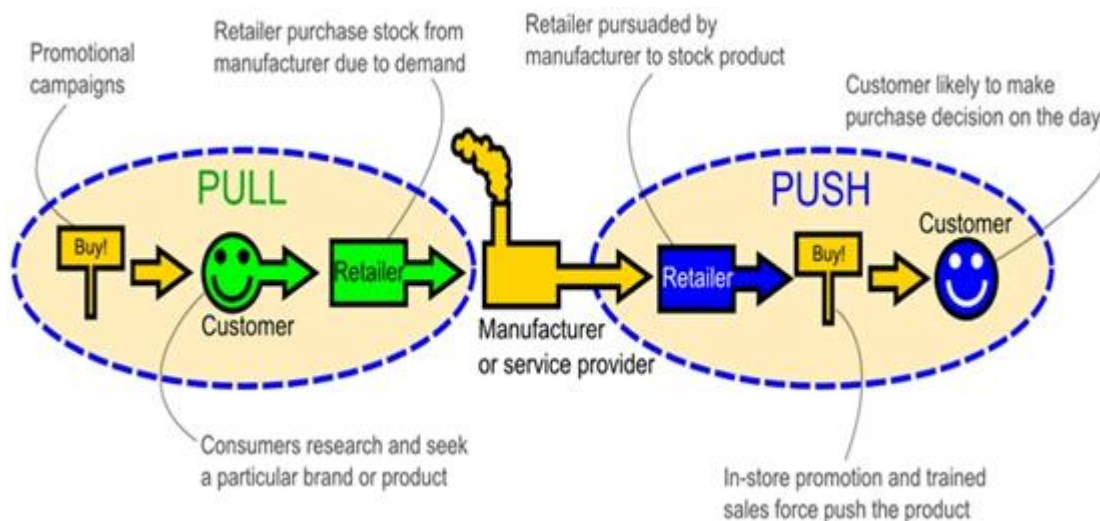 Promotional
campaigns
Retailer purchase stock from
manufacturer due to demand
Retailer pursuaded by
manufacturer to stock product
Customer likely to make
purchase decision on the day
PULL
PUSH
Buy!
Customer
Retailer
Manufacturer
or service provider
Retailer
Buy!
Customer
Consumers research and seek
a particular brand or product
In-store promotion and trained
sales force push the product